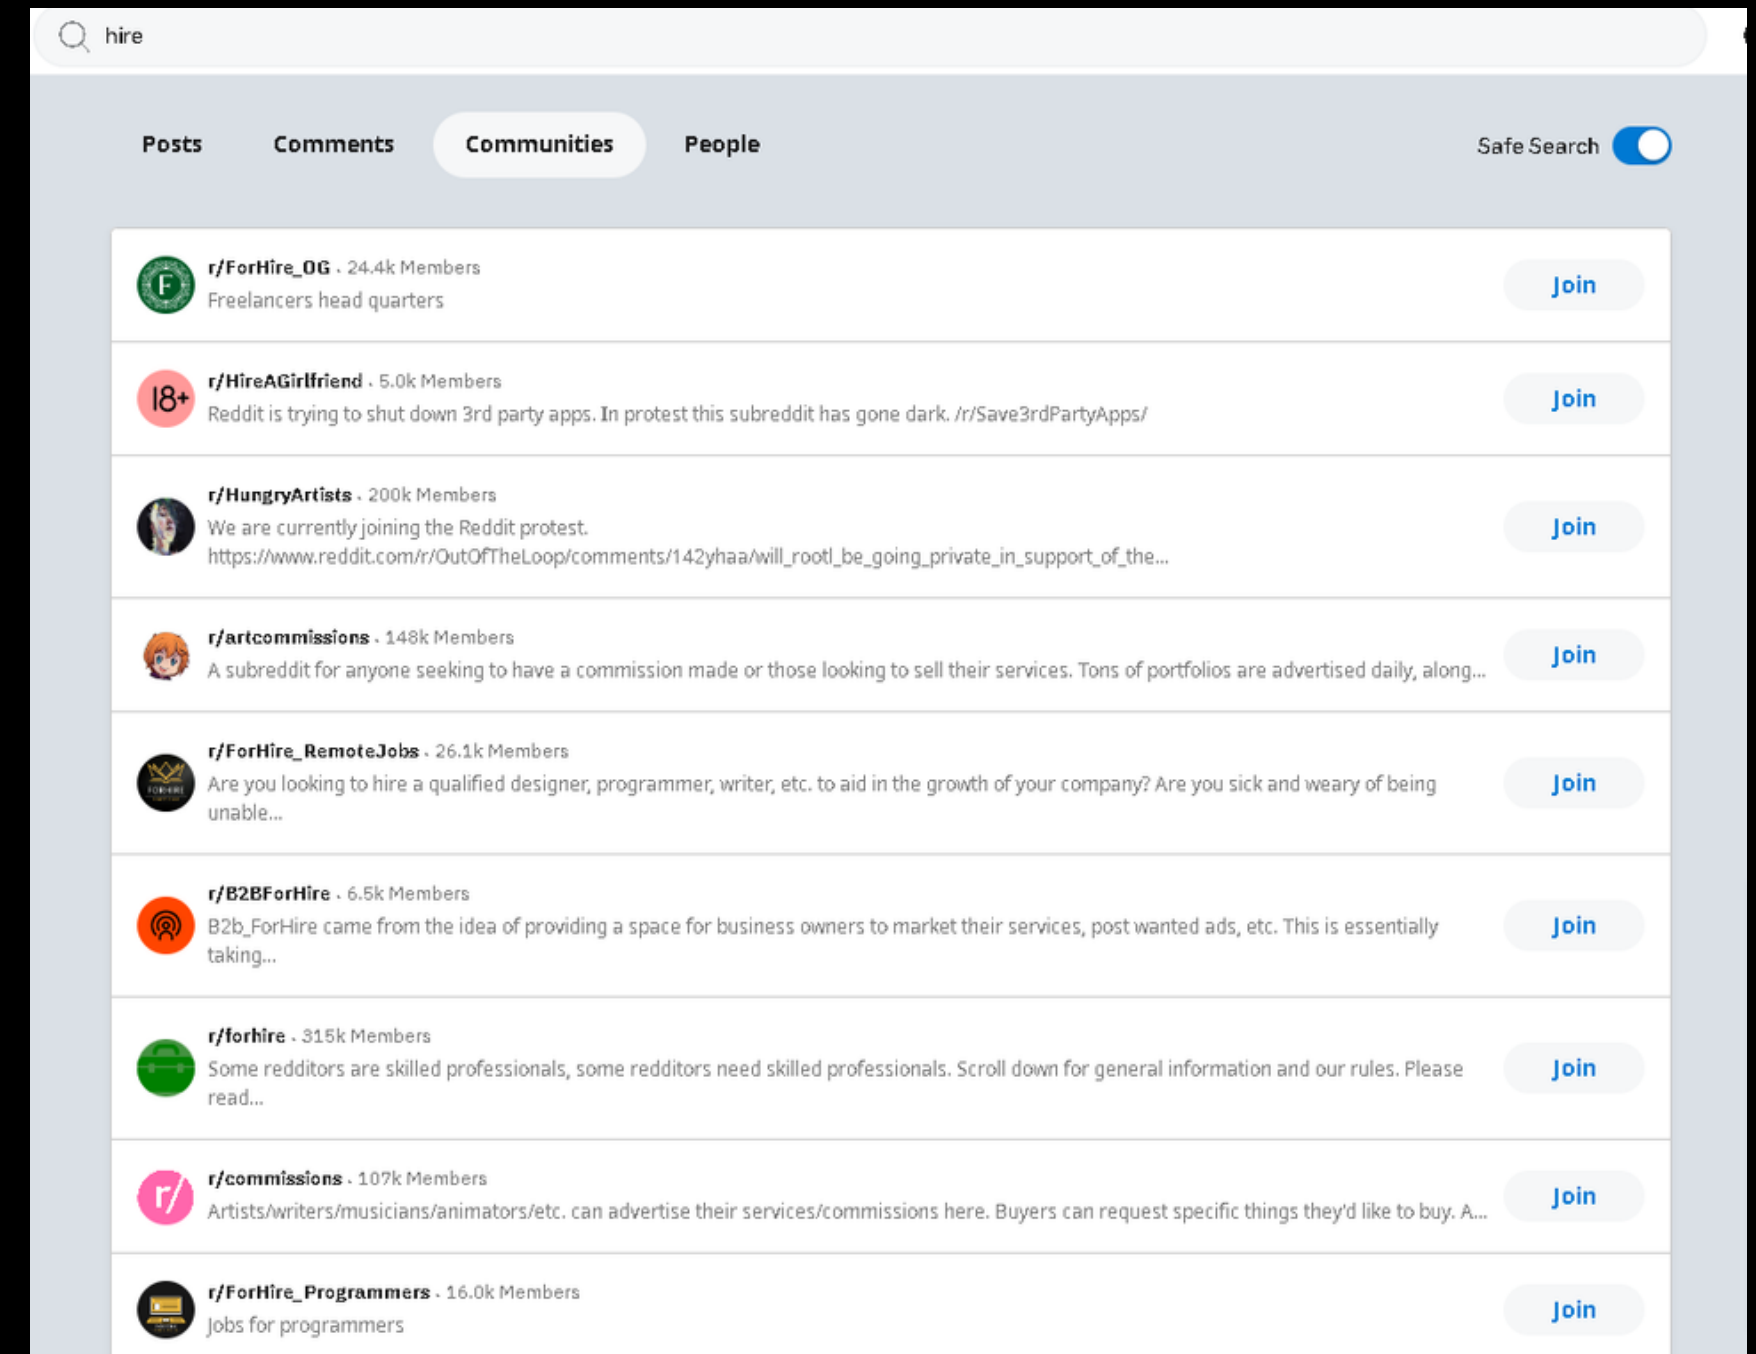 hire
Posts Comments Communities People Safe Search
r/ForHire_OG · 24.4k Members
Freelancers head quarters
Join
F
r/HireAGirlfriend · 5.0k Members
Reddit is trying to shut down 3rd party apps. In protest this subreddit has gone dark. /r/Save3rdPartyApps/
Join
18+
r/HungryArtists · 200k Members
We are currently joining the Reddit protest.
https://www.reddit.com/r/OutOfTheLoop/comments/142yhaa/will_rootl_be_going_private_in_support_of_the...
Join
r/artcommissions · 148k Members
A subreddit for anyone seeking to have a commission made or those looking to sell their services. Tons of portfolios are advertised daily, along...
Join
r/ForHire_RemoteJobs · 26.1k Members
Are you looking to hire a qualified designer, programmer, writer, etc. to aid in the growth of your company? Are you sick and weary of being
unable...
Join
FORHIRE
r/B2BForHire · 6.5k Members
B2b_ForHire came from the idea of providing a space for business owners to market their services, post wanted ads, etc. This is essentially
taking...
Join
r/forhire · 315k Members
Some redditors are skilled professionals, some redditors need skilled professionals. Scroll down for general information and our rules. Please
read...
Join
r/commissions · 107k Members
Artists/writers/musicians/animators/etc. can advertise their services/commissions here. Buyers can request specific things they'd like to buy. A...
Join
r/
r/ForHire_Programmers · 16.0k Members
Jobs for programmers
Join